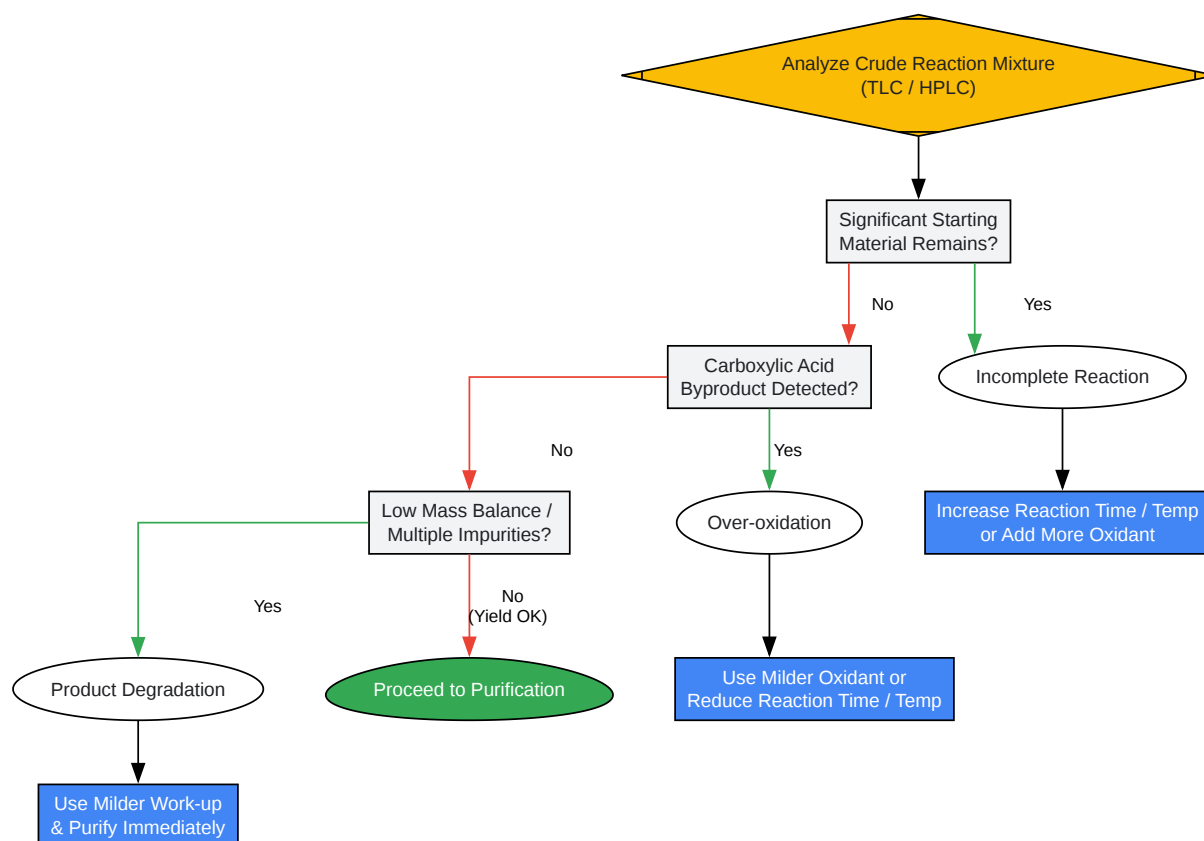 Analyze Crude Reaction Mixture
(TLC / HPLC)
Significant Starting
Material Remains?
No
Yes
Carboxylic Acid
Byproduct Detected?
Incomplete Reaction
No
Yes
Low Mass Balance /
Multiple Impurities?
Over-oxidation
Increase Reaction Time / Temp
or Add More Oxidant
Yes
No
(Yield OK)
Product Degradation
Proceed to Purification
Use Milder Oxidant or
Reduce Reaction Time / Temp
Use Milder Work-up
& Purify Immediately